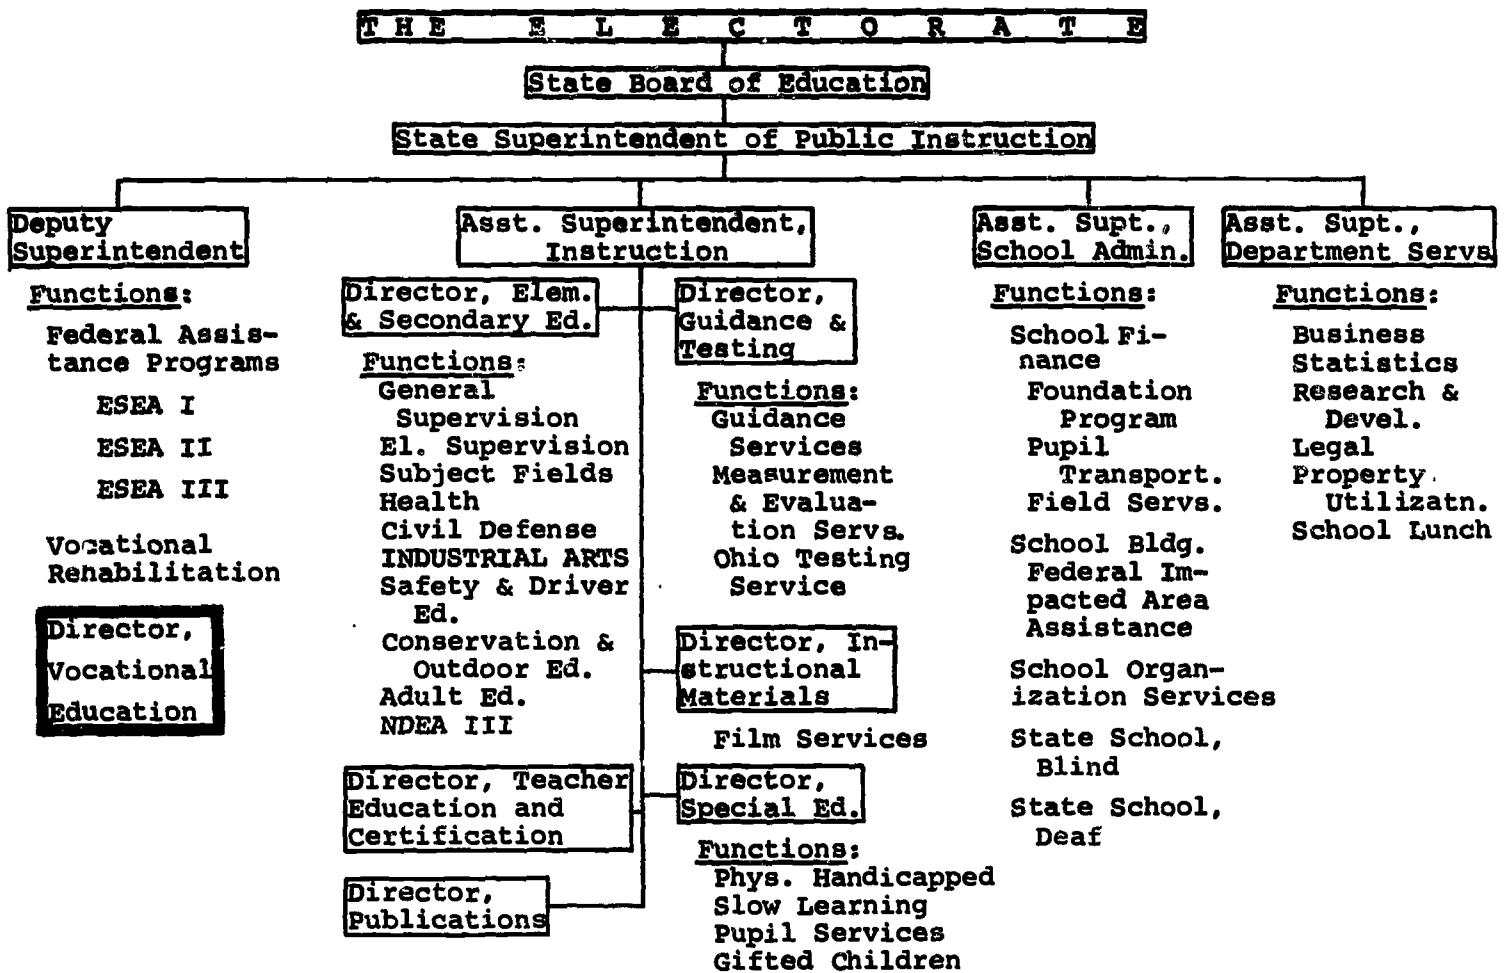 THE ELECTORATE
State Board of Education
State Superintendent of Public Instruction
Deputy
Superintendent
Functions:
Federal Assis-
tance Programs
ESEA I
ESEA II
ESEA III
Vocational
Rehabilitation
Director,
Vocational
Education
Asst. Superintendent,
Instruction
Director, Elem.
& Secondary Ed.
Functions:
General
Supervision
El. Supervision
Subject Fields
Health
Civil Defense
INDUSTRIAL ARTS
Safety & Driver
Ed.
Conservation &
Outdoor Ed.
Adult Ed.
NDEA III
Director, Teacher
Education and
Certification
Director,
Publications
Director,
Guidance &
Testing
Functions:
Guidance
Services
Measurement
& Evalua-
tion Servs.
Ohio Testing
Service
Director, In-
structional
Materials
Film Services
Director,
Special Ed.
Functions:
Phys. Handicapped
Slow Learning
Pupil Services
Gifted Children
Asst. Supt.,
School Admin.
Functions:
School Fi-
nance
Foundation
Program
Pupil
Transport.
Field Servs.
School Bldg.
Federal Im-
pacted Area
Assistance
School Organ-
ization Services
State School,
Blind
State School,
Deaf
Asst. Supt.,
Department Servs
Functions:
Business
Statistics
Research &
Devel.
Legal
Property
Utilizatn.
School Lunch